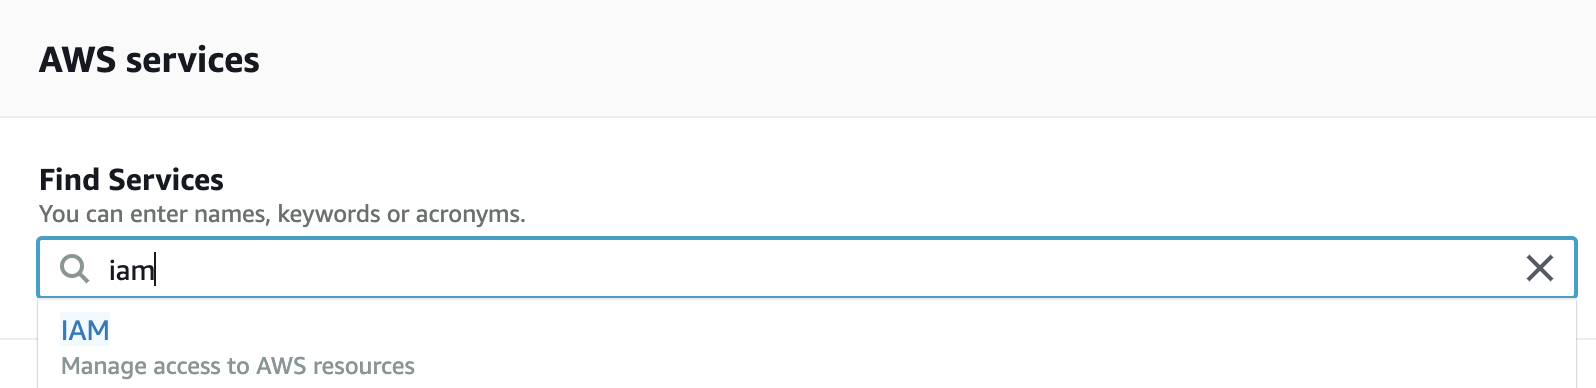 AWS services
Find Services
You can enter names, keywords or acronyms.
iam
IAM
Manage access to AWS resources